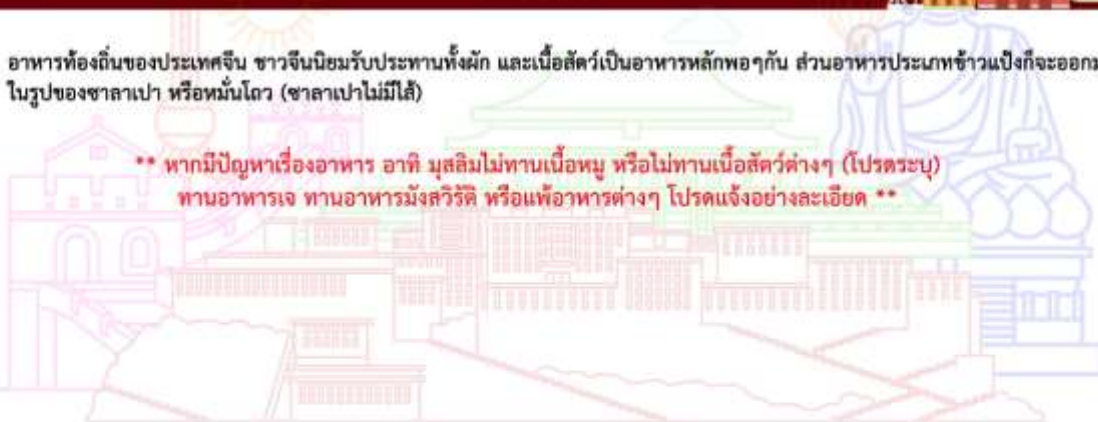 อาหารท้องถิ่นของประเทศจีน ชาวจีนนิยมรับประทานทั้งผัก และเนื้อสัตว์เป็นอาหารหลักพอๆกัน ส่วนอาหารประเภทข้าวแป้งก็จะออกม
ในรูปของซาลาเปา หรือหมั่นโถว (ซาลาเปาไม่มีไส้)
** หากมีปัญหาเรื่องอาหาร อาทิ มุสลิมไม่ทานเนื้อหมู หรือไม่ทานเนื้อสัตว์ต่างๆ (โปรดระบุ)
ทานอาหารเจ ทานอาหารมังสวิรัติ หรือแพ้อาหารต่างๆ โปรดแจ้งอย่างละเอียด **